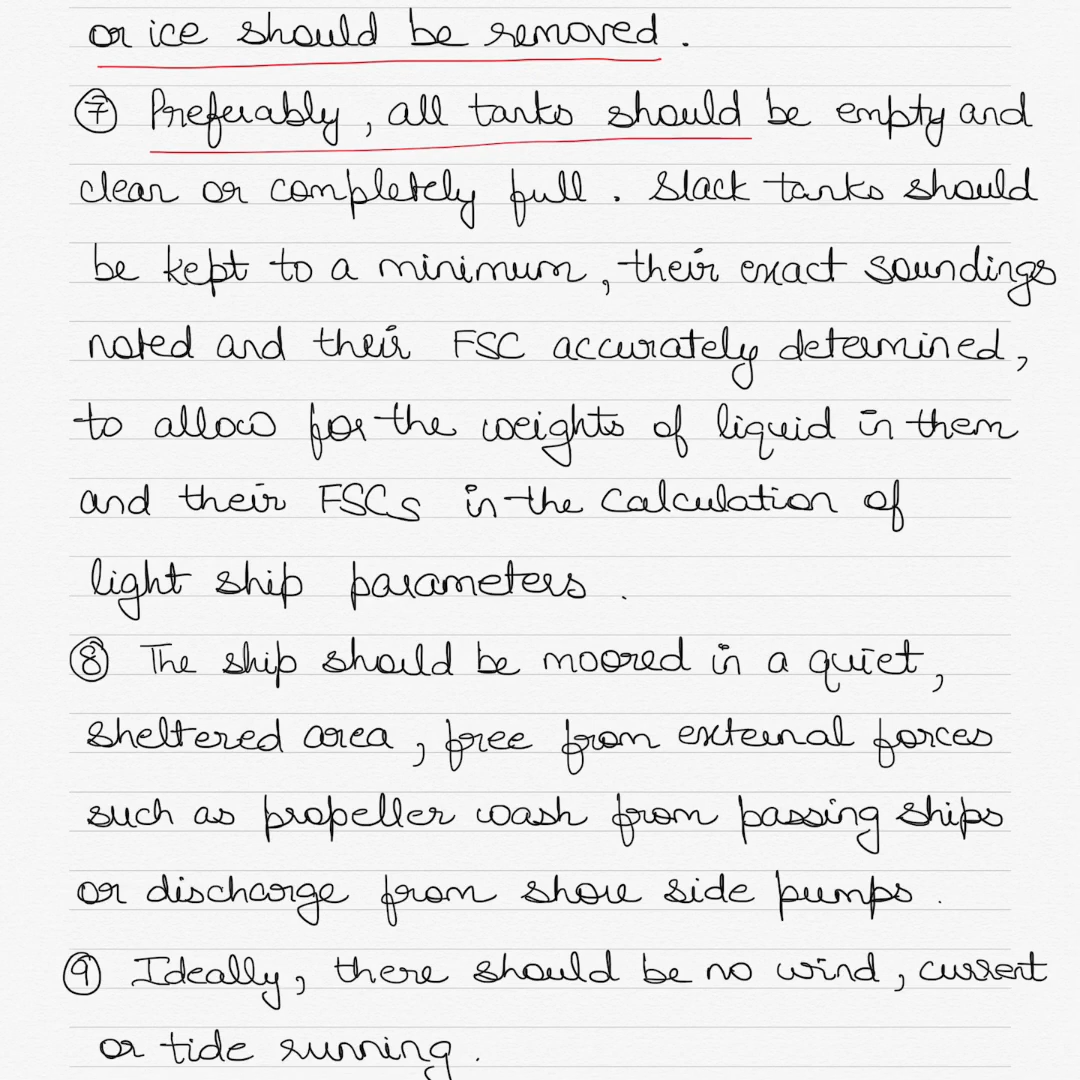 or ice should be removed .
⑦ Preferably , all tanks should be empty and
clear or completely full . Slack tanks should
be kept to a minimum , their exact soundings
noted and their FSC accurately determined ,
to allow for the weights of liquid in them
and their FSCs in the calculation of
light ship parameters .
⑧ The ship should be moored in a quiet ,
sheltered area , free from external forces
such as propeller wash from passing ships
or discharge from shore side pumps .
⑨ Ideally , there should be no wind , current
or tide running .